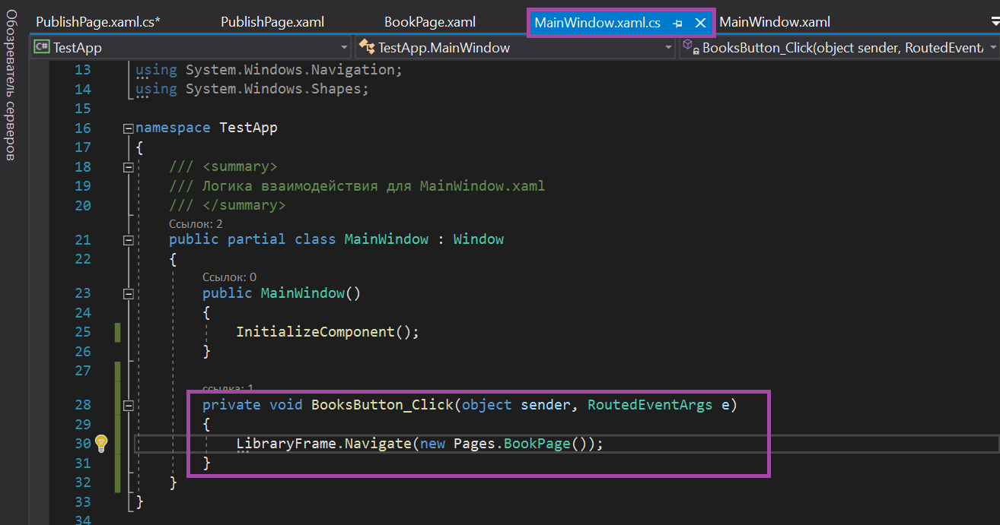 Обозреватель серверов
PublishPage.xaml.cs* PublishPage.xaml BookPage.xaml MainWindow.xaml.cs MainWindow.xaml
C# TestApp TestApp.MainWindow BooksButton_Click(object sender, RoutedEventA
13 using System.Windows.Navigation;
14 using System.Windows.Shapes;
15
16 namespace TestApp
17 {
18 /// <summary>
19 /// Логика взаимодействия для MainWindow.xaml
20 /// </summary>
Ссылок: 2
21 public partial class MainWindow : Window
22 {
Ссылок: 0
23 public MainWindow()
24 {
25 InitializeComponent();
26 }
27
ссылка: 1
28 private void BooksButton_Click(object sender, RoutedEventArgs e)
29 {
30 LibraryFrame.Navigate(new Pages.BookPage());
31 }
32 }
33 }
34